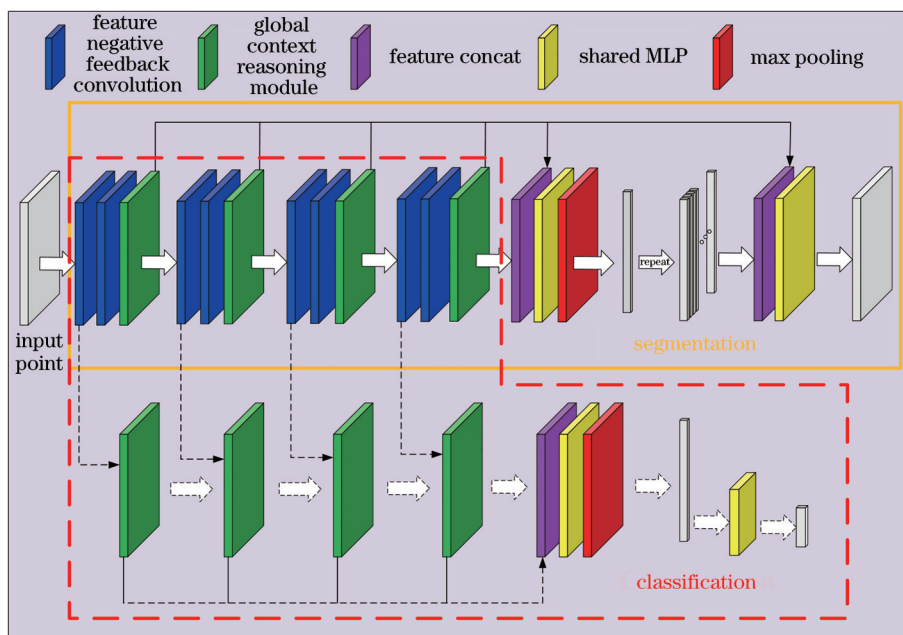 feature
negative
feedback
convolution
global
context
reasoning
module
feature concat
shared MLP
max pooling
repeat
input
point
segmentation
classification